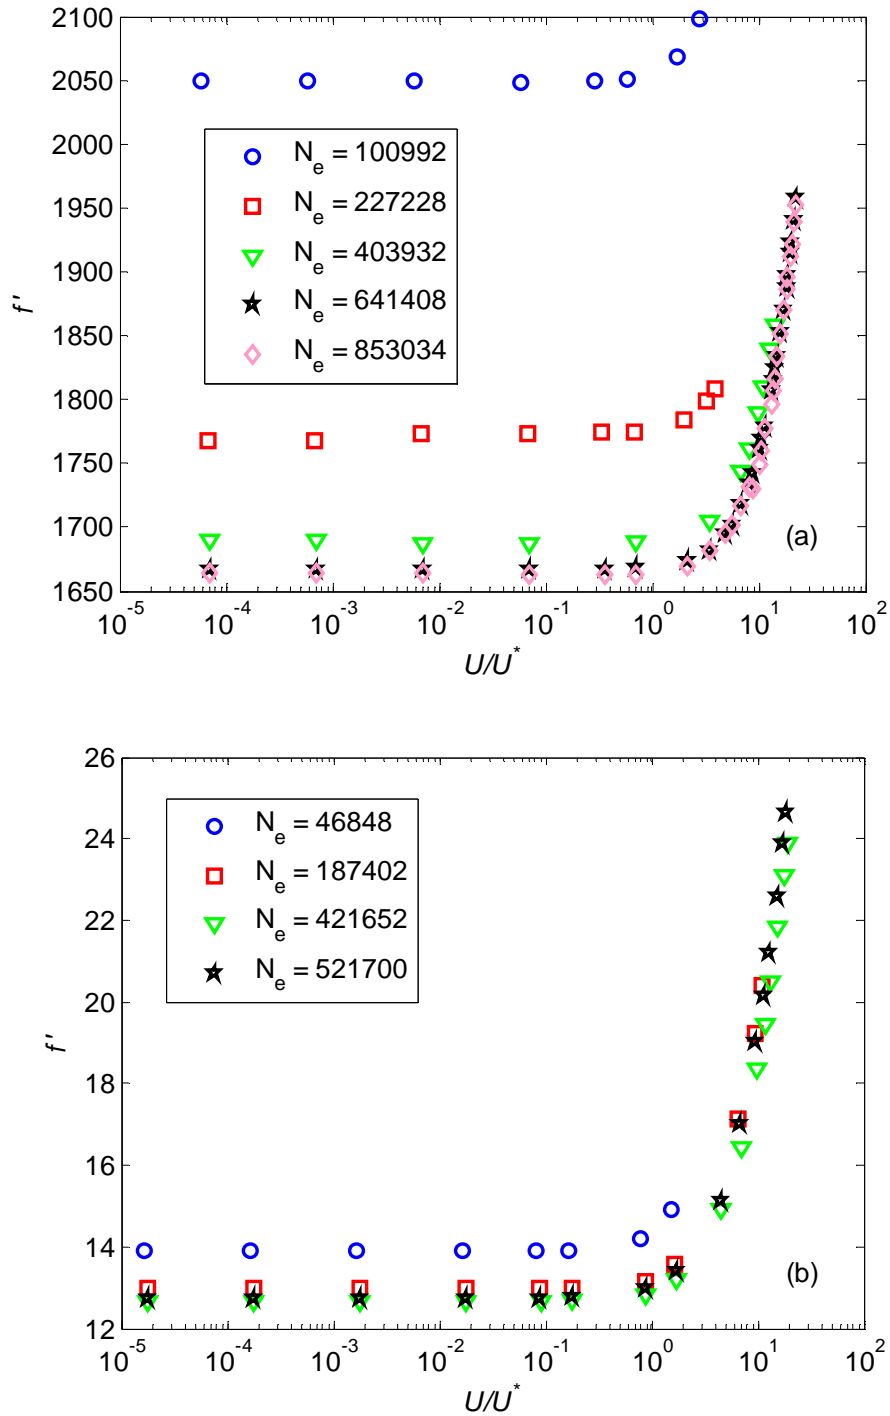 2100
2050
2000
1950
1900
1850
1800
1750
1700
1650
f'
N_e = 100992
N_e = 227228
N_e = 403932
N_e = 641408
N_e = 853034
(a)
10^-5 10^-4 10^-3 10^-2 10^-1 10^0 10^1 10^2
U/U^*
26
24
22
20
18
16
14
12
f'
N_e = 46848
N_e = 187402
N_e = 421652
N_e = 521700
(b)
10^-5 10^-4 10^-3 10^-2 10^-1 10^0 10^1 10^2
U/U^*